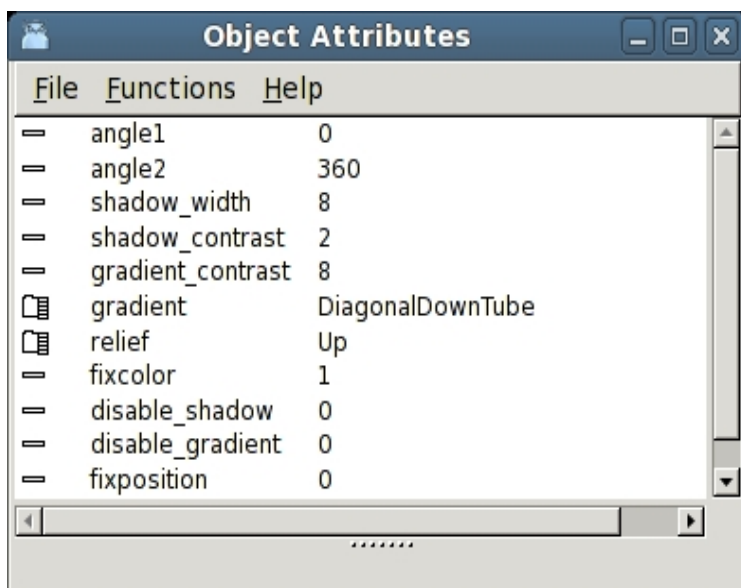 Object Attributes
File Functions Help
angle1 0
angle2 360
shadow_width 8
shadow_contrast 2
gradient_contrast 8
gradient DiagonalDownTube
relief Up
fixcolor 1
disable_shadow 0
disable_gradient 0
fixposition 0